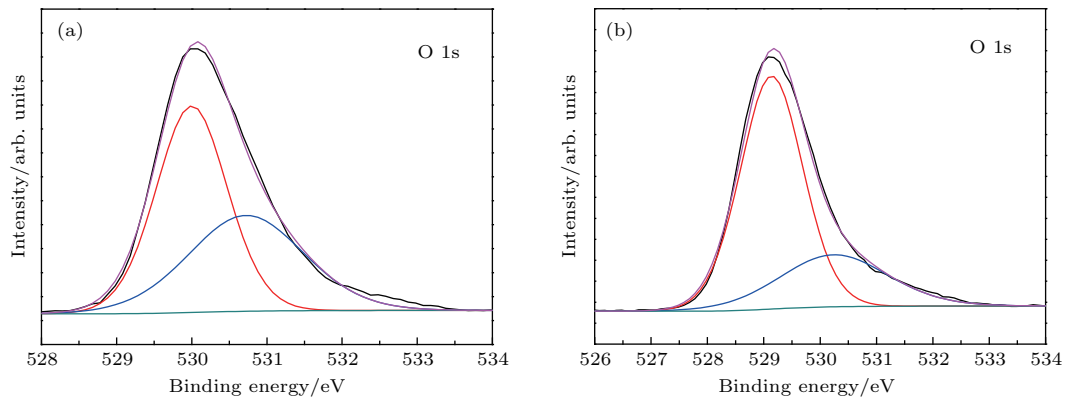 (a)
O 1s
Intensity/arb. units
528 529 530 531 532 533 534
Binding energy/eV
(b)
O 1s
Intensity/arb. units
526 527 528 529 530 531 532 533 534
Binding energy/eV